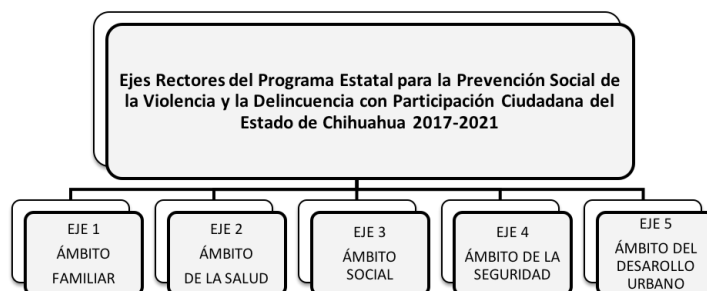 Ejes Rectores del Programa Estatal para la Prevención Social de
la Violencia y la Delincuencia con Participación Ciudadana del
Estado de Chihuahua 2017-2021
EJE 1
ÁMBITO
FAMILIAR
EJE 2
ÁMBITO
DE LA SALUD
EJE 3
ÁMBITO
SOCIAL
EJE 4
ÁMBITO DE LA
SEGURIDAD
EJE 5
ÁMBITO DEL
DESAROLLO
URBANO